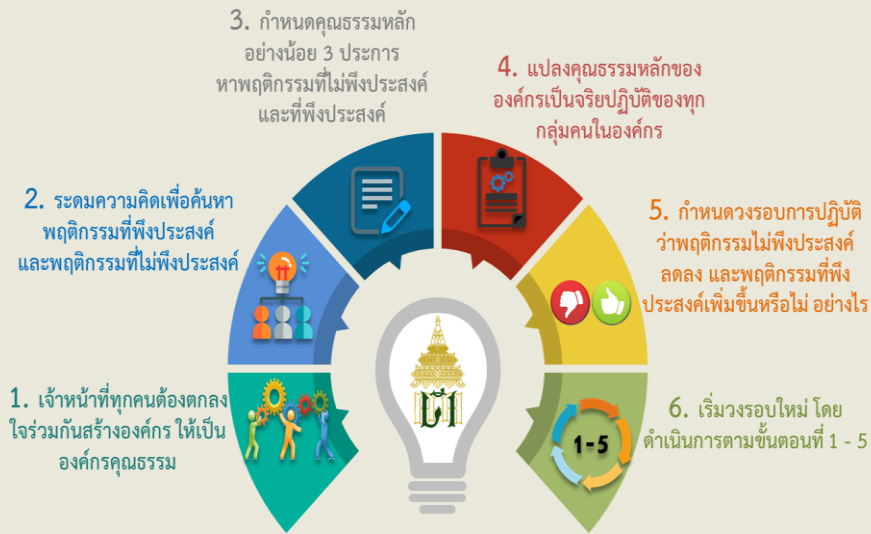 1. เจ้าหน้าที่ทุกคนต้องตกลง
ใจร่วมกันสร้างองค์กร ให้เป็น
องค์กรคุณธรรม
2. ระดมความคิดเพื่อค้นหา
พฤติกรรมที่พึงประสงค์
และพฤติกรรมที่ไม่พึงประสงค์
3. กำหนดคุณธรรมหลัก
อย่างน้อย 3 ประการ
หาพฤติกรรมที่ไม่พึงประสงค์
และที่พึงประสงค์
4. แปลงคุณธรรมหลักของ
องค์กรเป็นจริยปฏิบัติของทุก
กลุ่มคนในองค์กร
5. กำหนดวงรอบการปฏิบัติ
ว่าพฤติกรรมไม่พึงประสงค์
ลดลง และพฤติกรรมที่พึง
ประสงค์เพิ่มขึ้นหรือไม่ อย่างไร
6. เริ่มวงรอบใหม่ โดย
ดำเนินการตามขั้นตอนที่ 1 - 5
1-5